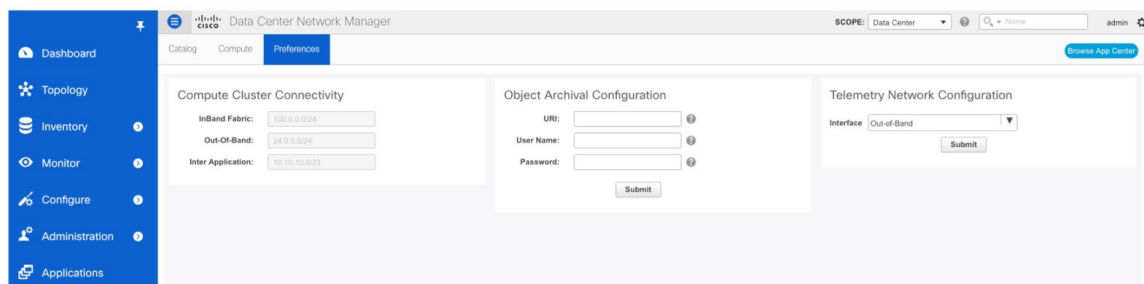 cisco Data Center Network Manager
SCOPE: Data Center
Name
admin
Dashboard
Topology
Inventory
Monitor
Configure
Administration
Applications
Catalog Compute Preferences
Browse App Center
Compute Cluster Connectivity
InBand Fabric: 100.0.0.0/24
Out-Of-Band: 24.0.0.0/24
Inter Application: 10.10.10.0/23
Object Archival Configuration
URI:
User Name:
Password:
Submit
Telemetry Network Configuration
Interface Out-of-Band
Submit